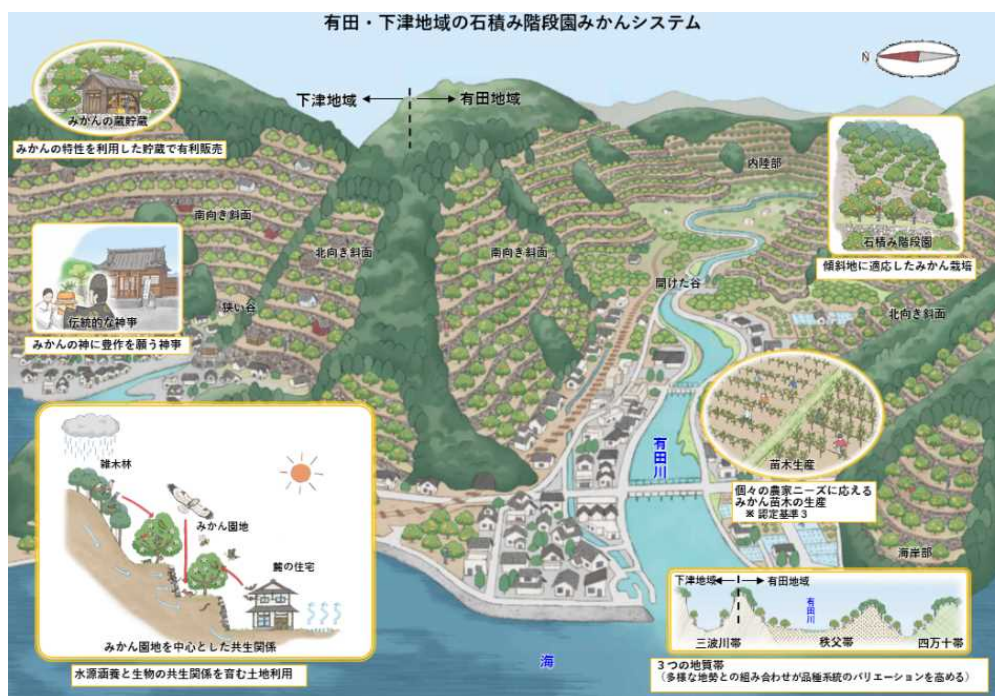 有田・下津地域の石積み階段園みかんシステム
N
下津地域
有田地域
みかんの蔵貯蔵
みかんの特性を利用した貯蔵で有利販売
内陸部
南向き斜面
北向き斜面
南向き斜面
石積み階段園
傾斜地に適応したみかん栽培
開けた谷
狭い谷
北向き斜面
伝統的な神事
みかんの神に豊作を願う神事
有田川
苗木生産
個々の農家ニーズに応える
みかん苗木の生産
※ 認定基準3
海岸部
雑木林
みかん園地
麓の住宅
みかん園地を中心とした共生関係
水源涵養と生物の共生関係を育む土地利用
海
下津地域
有田地域
有田川
三波川帯
秩父帯
四万十帯
3つの地質帯
(多様な地勢との組み合わせが品種系統のバリエーションを高める)